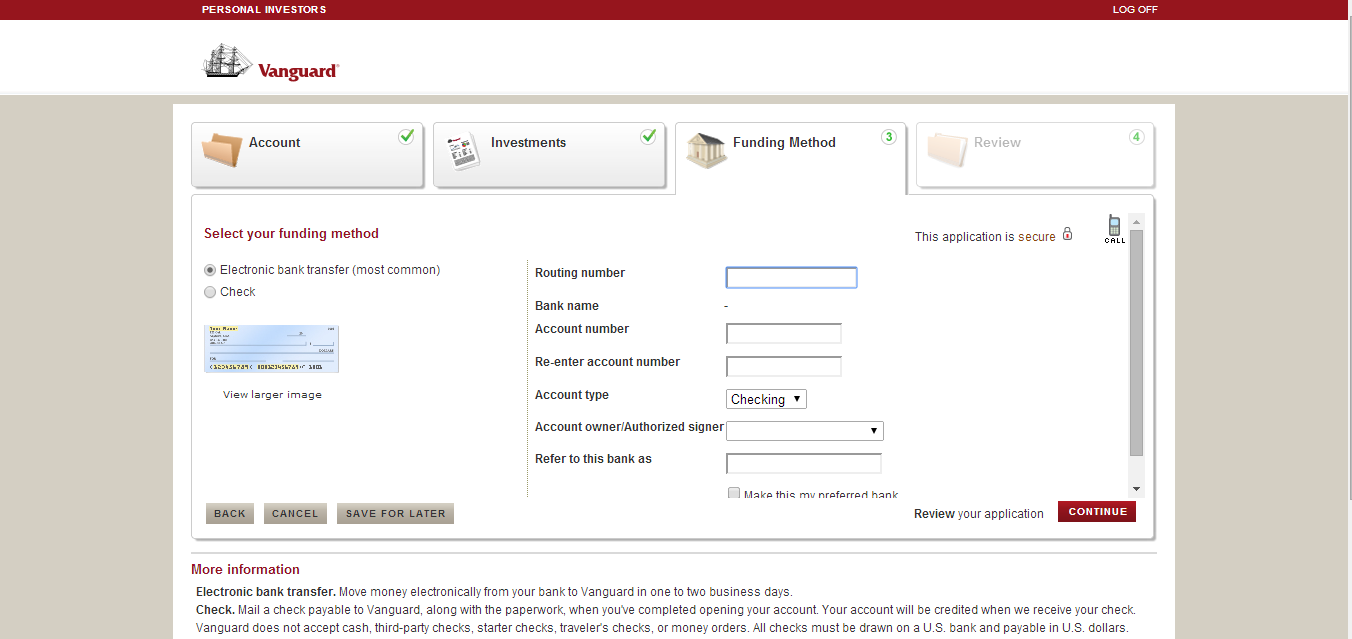 PERSONAL INVESTORS LOG OFF
Vanguard
Account
Investments
Funding Method 3
Review 4
Select your funding method
This application is secure
CALL
Electronic bank transfer (most common)
Check
Your Name
DOLLARS
FOR
View larger image
Routing number
Bank name -
Account number
Re-enter account number
Account type Checking
Account owner/Authorized signer
Refer to this bank as
Make this my preferred bank
BACK CANCEL SAVE FOR LATER
Review your application CONTINUE
More information
Electronic bank transfer. Move money electronically from your bank to Vanguard in one to two business days.
Check. Mail a check payable to Vanguard, along with the paperwork, when you've completed opening your account. Your account will be credited when we receive your check.
Vanguard does not accept cash, third-party checks, starter checks, traveler's checks, or money orders. All checks must be drawn on a U.S. bank and payable in U.S. dollars.